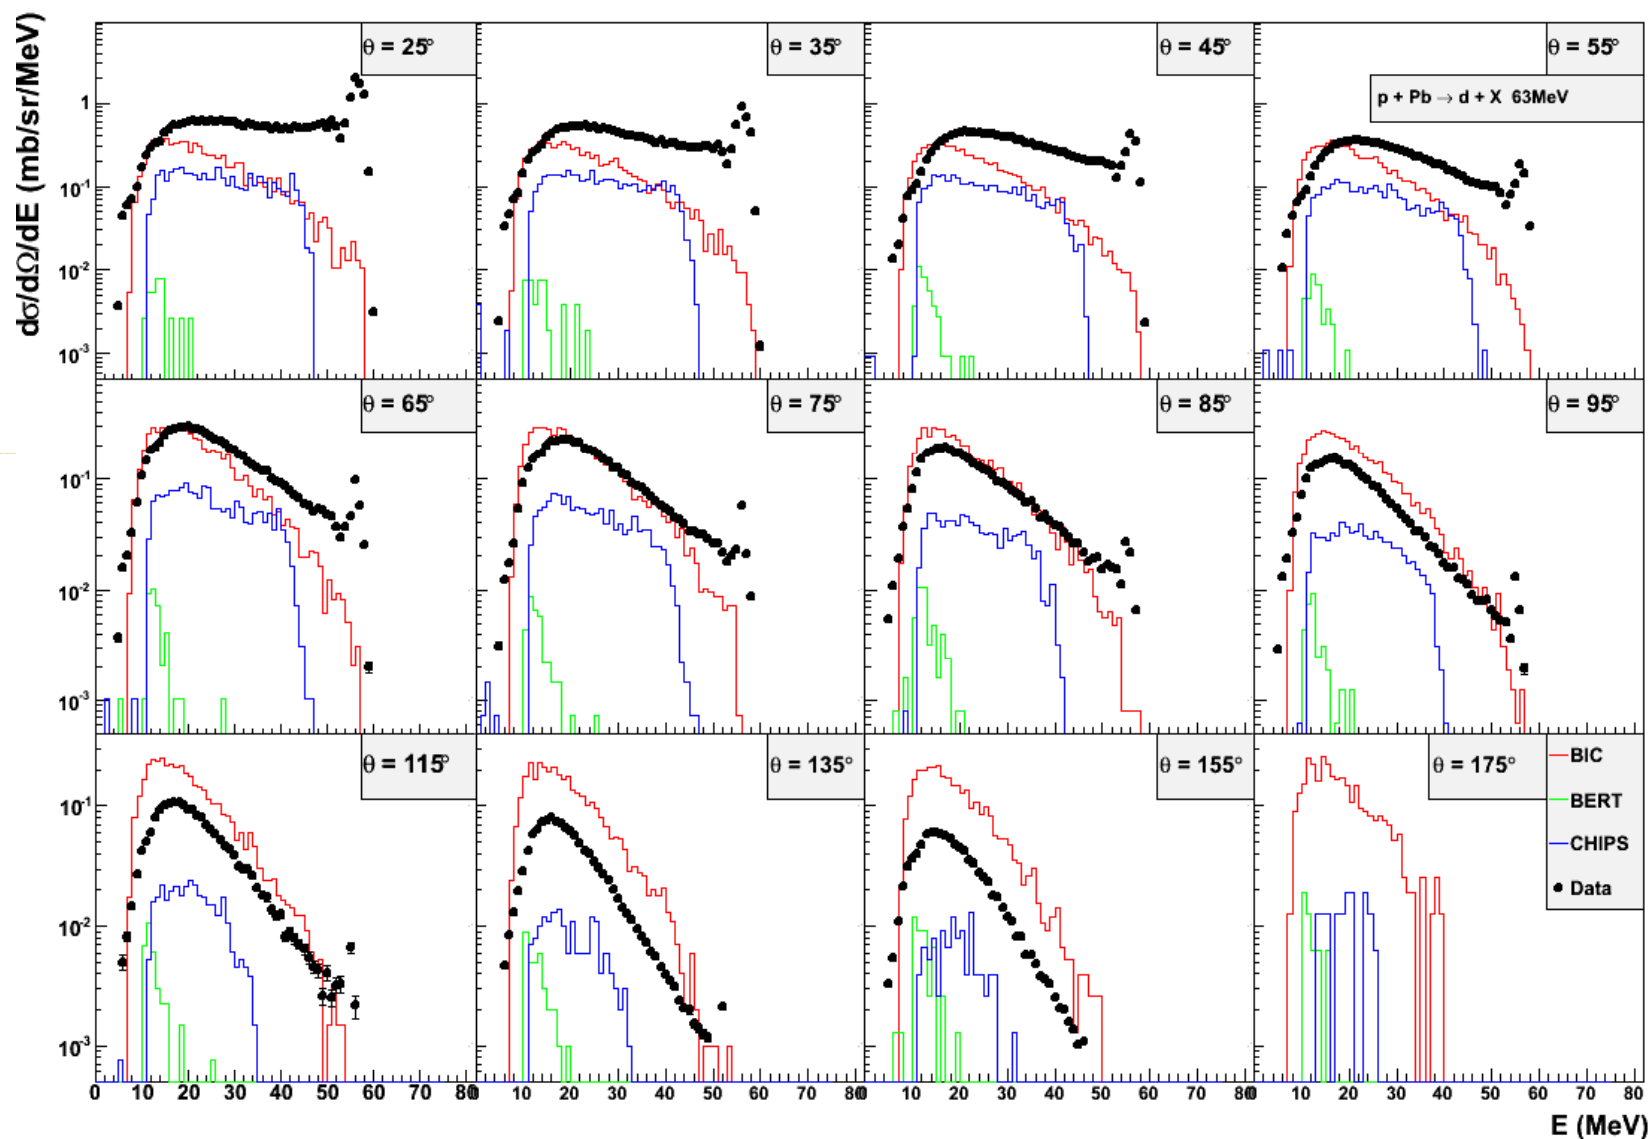 dσ/dΩ/dE (mb/sr/MeV)
θ = 25° θ = 35° θ = 45° θ = 55°
p + Pb → d + X 63MeV
1
10⁻¹
10⁻²
10⁻³
θ = 65° θ = 75° θ = 85° θ = 95°
10⁻¹
10⁻²
10⁻³
θ = 115° θ = 135° θ = 155° θ = 175°
BIC
BERT
CHIPS
Data
10⁻¹
10⁻²
10⁻³
0 10 20 30 40 50 60 70 80 10 20 30 40 50 60 70 80 10 20 30 40 50 60 70 80 10 20 30 40 50 60 70 80
E (MeV)